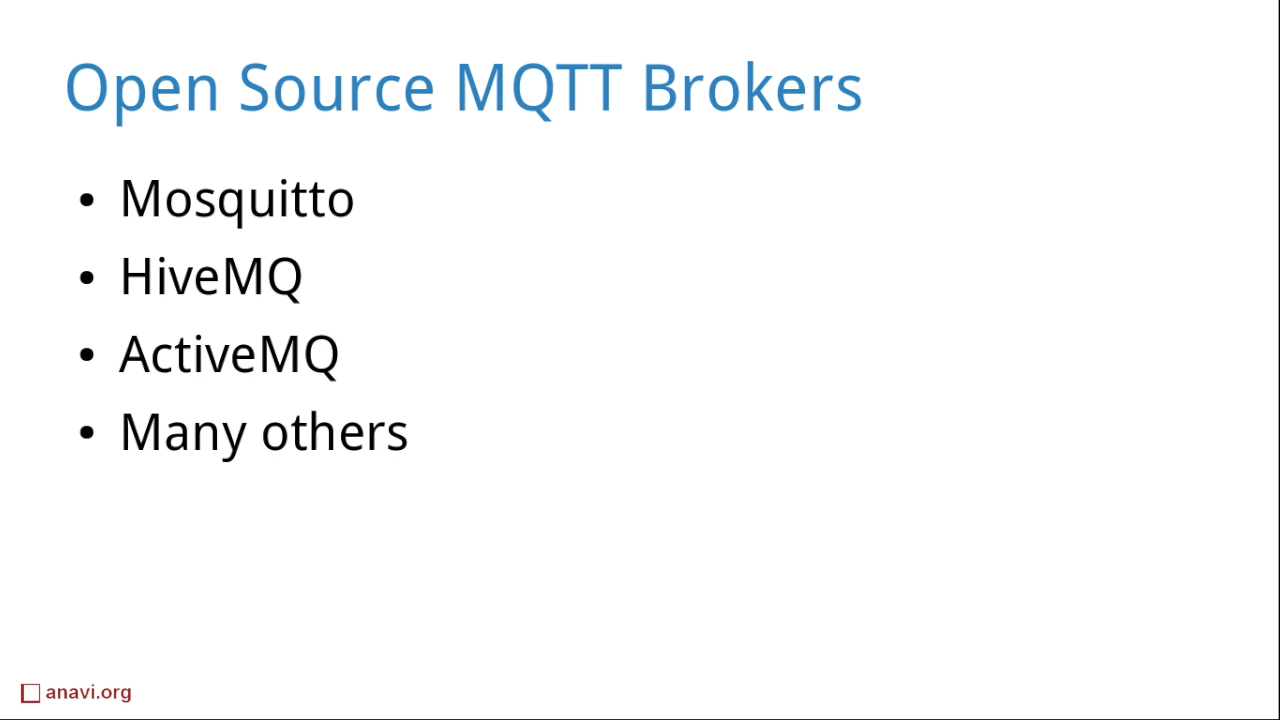 Open Source MQTT Brokers
• Mosquitto
• HiveMQ
• ActiveMQ
• Many others
anavi.org